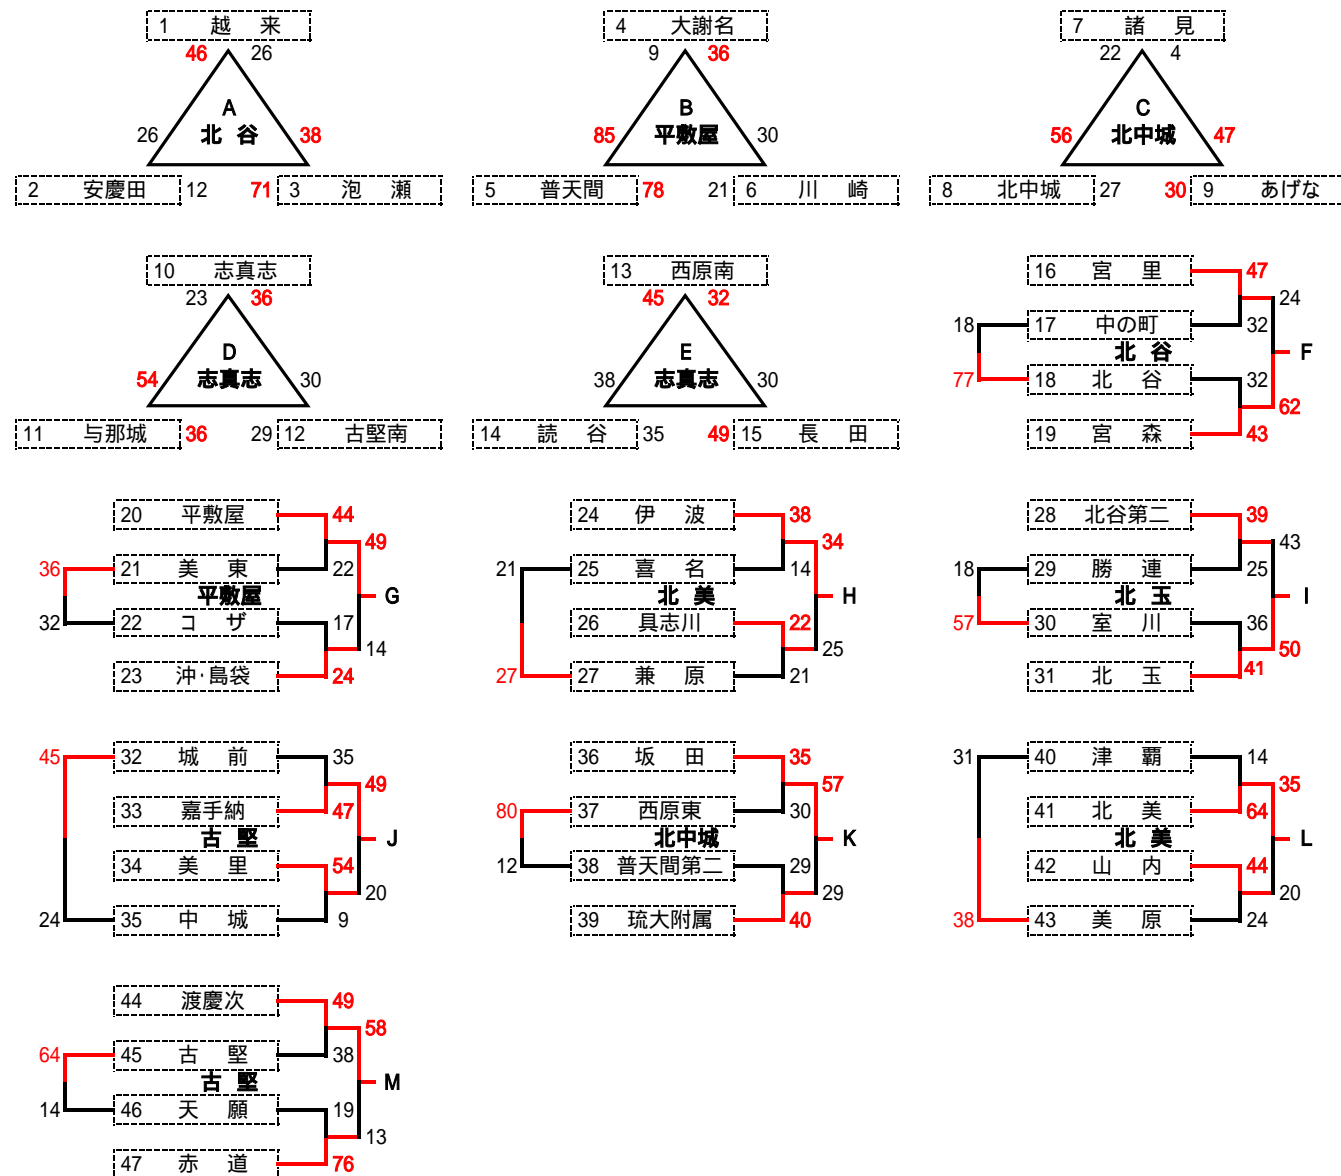 1 越 来
46 26
A
北 谷
26 38
2 安慶田 12 71 3 泡 瀬
4 大謝名
9 36
B
平敷屋
85 30
5 普天間 78 21 6 川 崎
7 諸 見
22 4
C
北中城
56 47
8 北中城 27 30 9 あげな
10 志真志
23 36
D
志真志
54 30
11 与那城 36 29 12 古堅南
13 西原南
45 32
E
志真志
38 30
14 読 谷 35 49 15 長 田
16 宮 里 47
24
18 17 中の町 32
北 谷 F
77 18 北 谷 32
62
19 宮 森 43
20 平敷屋 44
49
36 21 美 東 22
平敷屋 G
32 22 コ ザ 17
14
23 沖・島袋 24
24 伊 波 38
34
21 25 喜 名 14
北 美 H
26 具志川 22
25
27 27 兼 原 21
28 北谷第二 39
43
18 29 勝 連 25
北 玉 I
57 30 室 川 36
50
31 北 玉 41
45 32 城 前 35
49
33 嘉手納 47
古 堅 J
34 美 里 54
20
24 35 中 城 9
36 坂 田 35
57
80 37 西原東 30
北中城 K
12 38 普天間第二 29
29
39 琉大附属 40
31 40 津 覇 14
35
41 北 美 64
北 美 L
42 山 内 44
20
38 43 美 原 24
44 渡慶次 49
58
64 45 古 堅 38
古 堅 M
14 46 天 願 19
13
47 赤 道 76